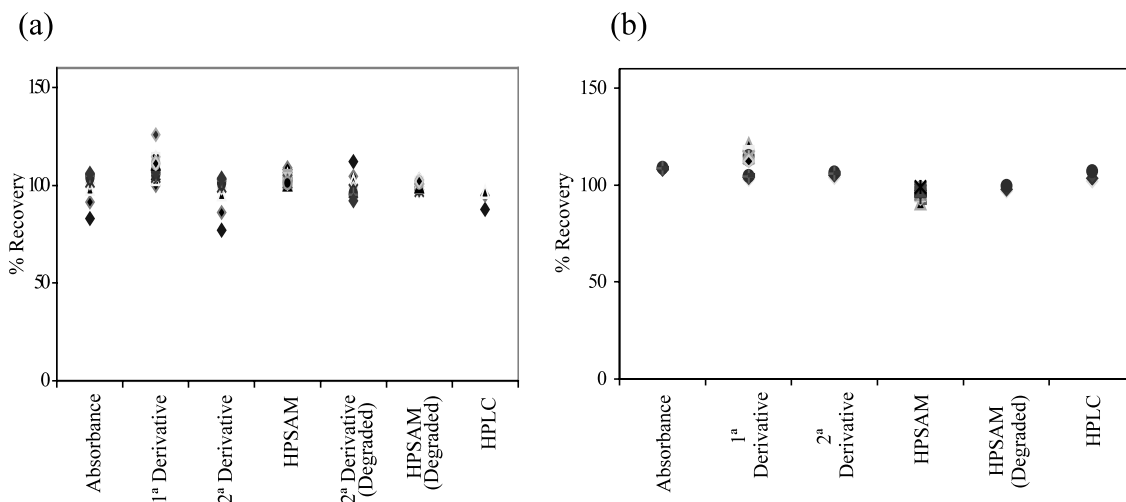 (a)
% Recovery
150
100
50
0
Absorbance
1ª Derivative
2ª Derivative
HPSAM
2ª Derivative
(Degraded)
HPSAM
(Degraded)
HPLC
(b)
% Recovery
150
100
50
0
Absorbance
1ª
Derivative
2ª
Derivative
HPSAM
HPSAM
(Degraded)
HPLC